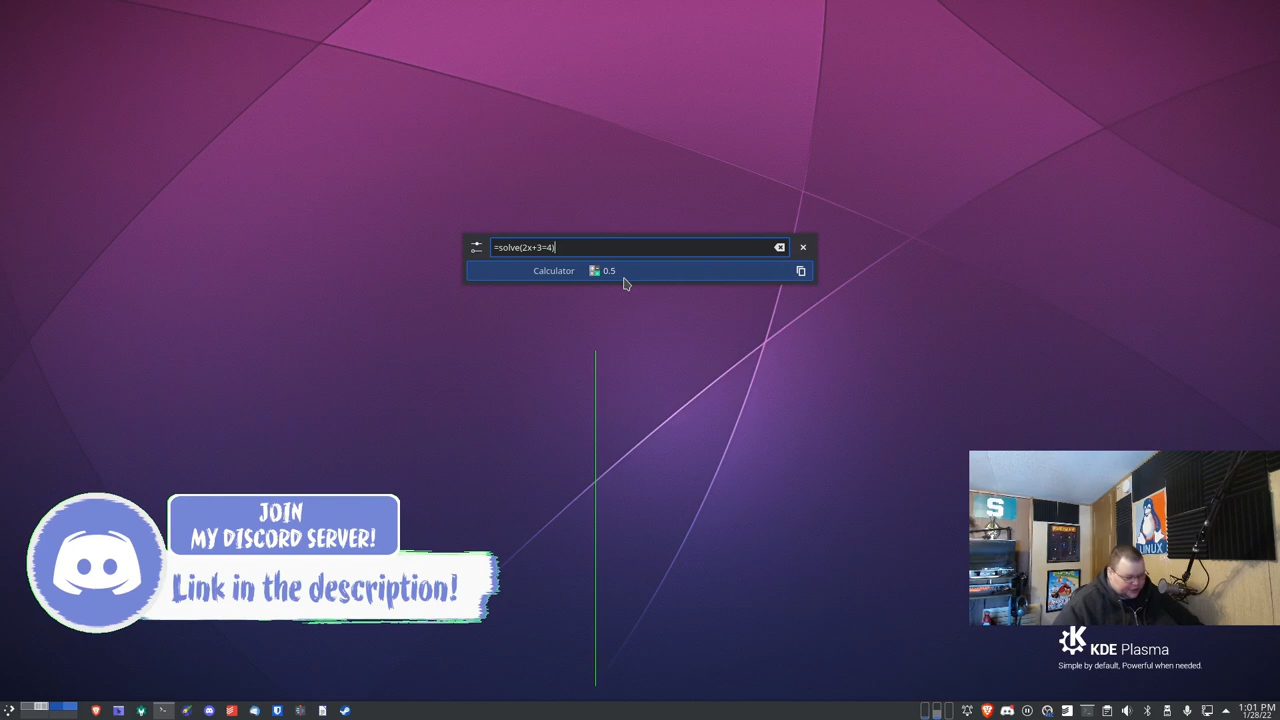 =solve(2x+3=4)
Calculator 0.5
JOIN
MY DISCORD SERVER!
Link in the description!
S
LINUX
KDE Plasma
Simple by default, Powerful when needed.
1:01 PM
1/28/22